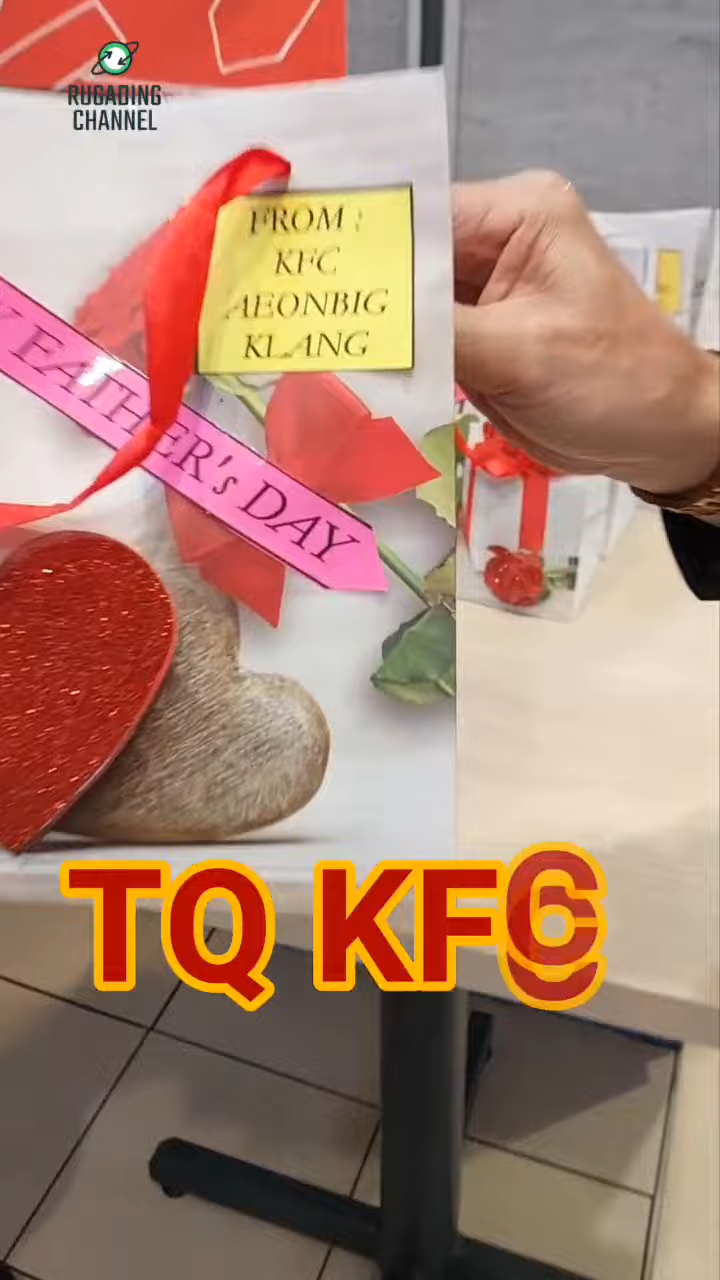 RUGADING
CHANNEL
FROM :
KFC
AEONBIG
KLANG
Y FATHER's DAY
TQ KFC